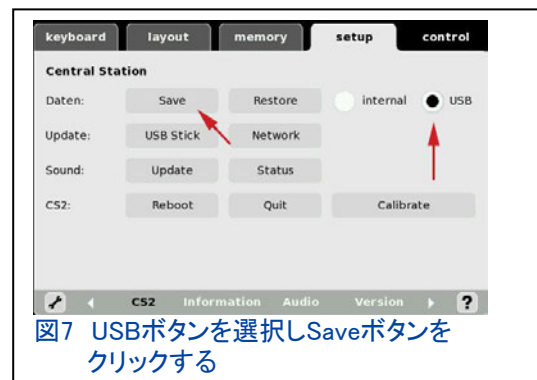 keyboard layout memory setup control
Central Station
Daten: Save Restore internal USB
Update: USB Stick Network
Sound: Update Status
CS2: Reboot Quit Calibrate
CS2 Information Audio Version ?
図7 USBボタンを選択しSaveボタンを
クリックする